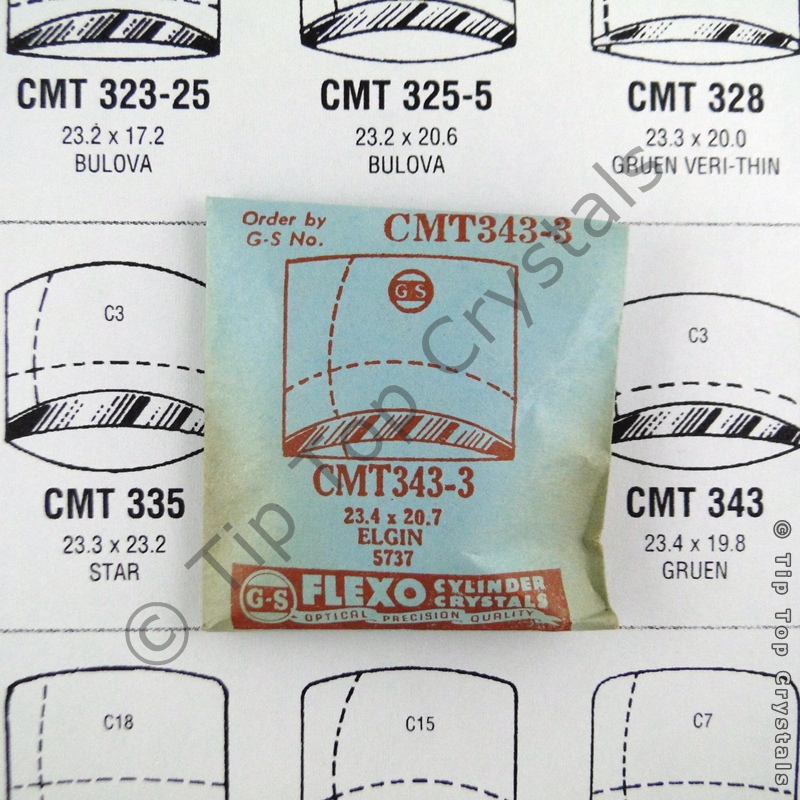 CMT 323-25
23.2 x 17.2
BULOVA
CMT 325-5
23.2 x 20.6
BULOVA
CMT 328
23.3 x 20.0
GRUEN VERI-THIN
Order by
G-S No.
CMT343-3
G-S
CMT343-3
23.4 x 20.7
ELGIN
5737
G-S FLEXO CYLINDER
CRYSTALS
OPTICAL PRECISION QUALITY
C3
CMT 335
23.3 x 23.2
STAR
C3
CMT 343
23.4 x 19.8
GRUEN
C18
C15
C7
© Tip Top Crystals
© Tip Top Crystals